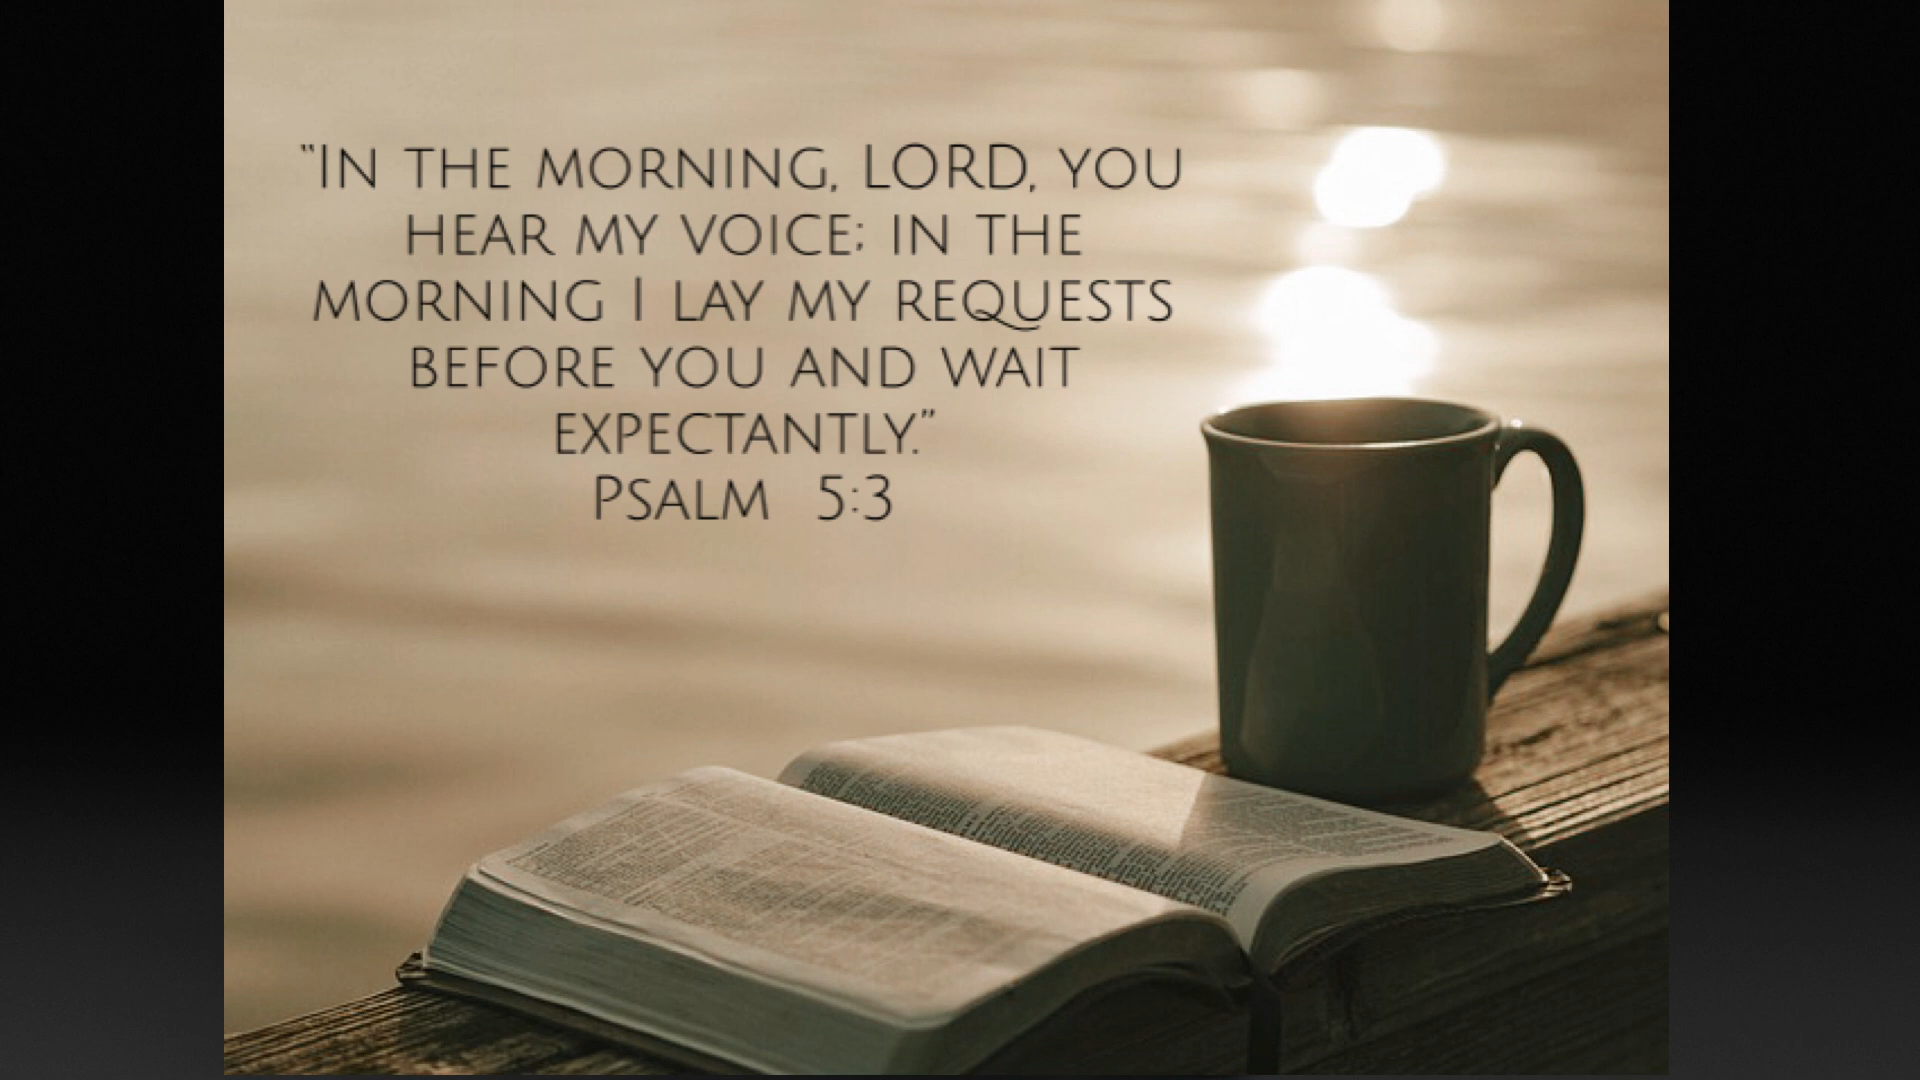 “In the morning, LORD, you
hear my voice; in the
morning I lay my requests
before you and wait
expectantly.”
Psalm 5:3